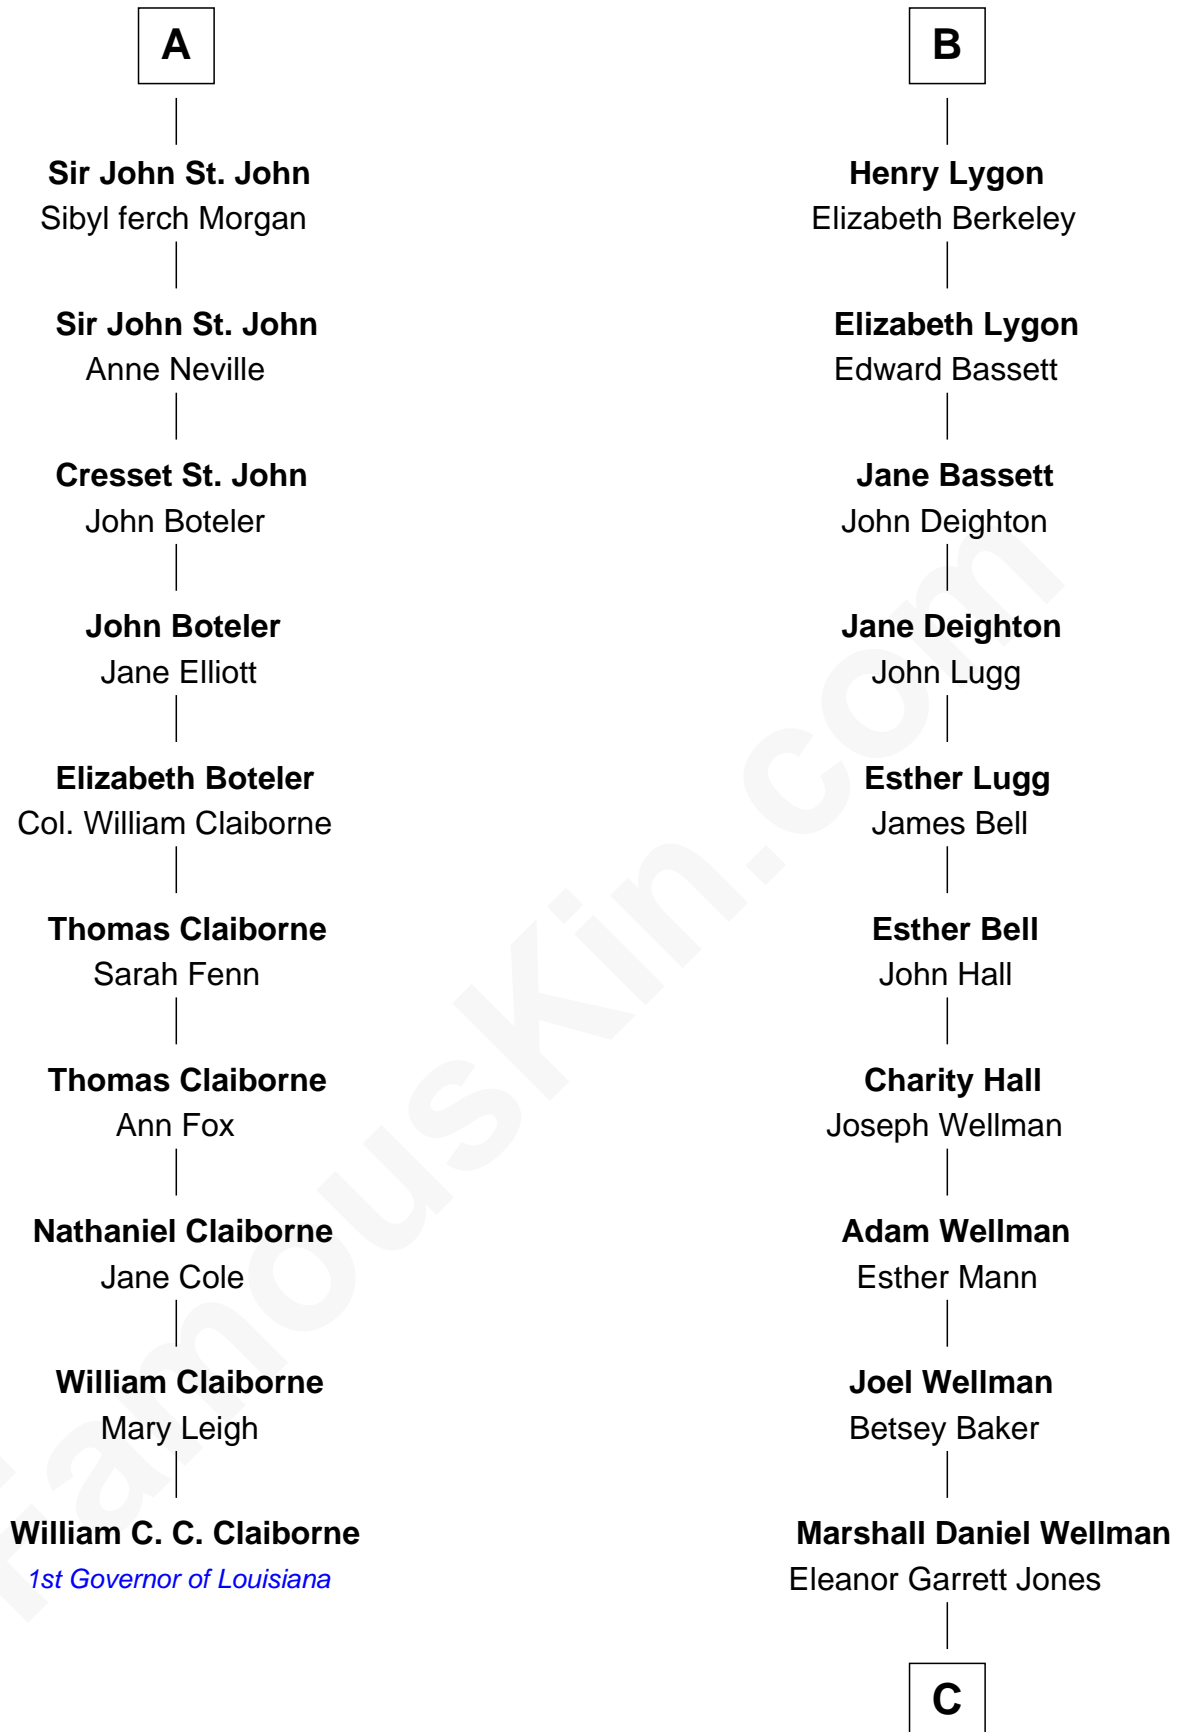 A
Sir John St. John
Sibyl ferch Morgan
Sir John St. John
Anne Neville
Cresset St. John
John Boteler
John Boteler
Jane Elliott
Elizabeth Boteler
Col. William Claiborne
Thomas Claiborne
Sarah Fenn
Thomas Claiborne
Ann Fox
Nathaniel Claiborne
Jane Cole
William Claiborne
Mary Leigh
William C. C. Claiborne
1st Governor of Louisiana
B
Henry Lygon
Elizabeth Berkeley
Elizabeth Lygon
Edward Bassett
Jane Bassett
John Deighton
Jane Deighton
John Lugg
Esther Lugg
James Bell
Esther Bell
John Hall
Charity Hall
Joseph Wellman
Adam Wellman
Esther Mann
Joel Wellman
Betsey Baker
Marshall Daniel Wellman
Eleanor Garrett Jones
C
FamousKin.com